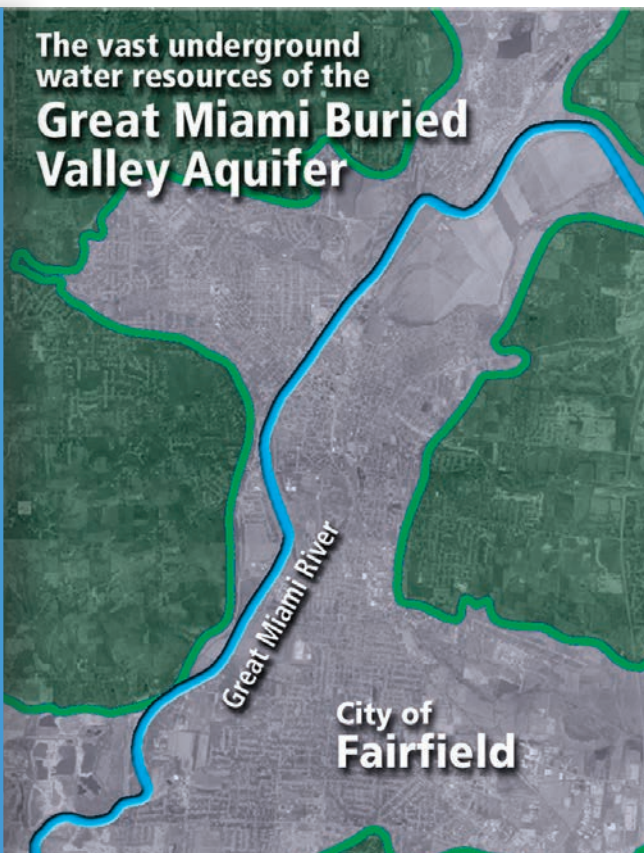 The vast underground
water resources of the
Great Miami Buried
Valley Aquifer
Great Miami River
City of
Fairfield